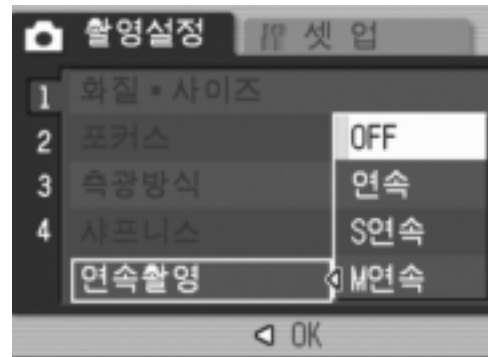 촬영설정 셋 업
1 화질・사이즈
2 포커스 OFF
3 측광방식 연속
4 샤프니스 S연속
연속촬영 M연속
OK